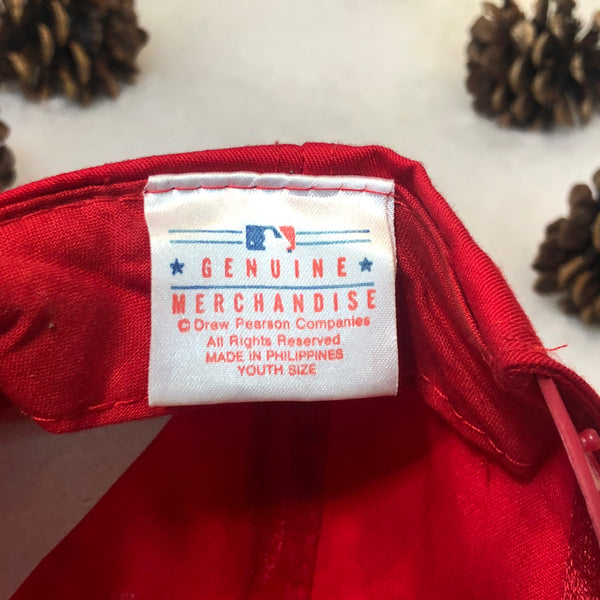 ★ GENUINE ★
MERCHANDISE
© Drew Pearson Companies
All Rights Reserved
MADE IN PHILIPPINES
YOUTH SIZE